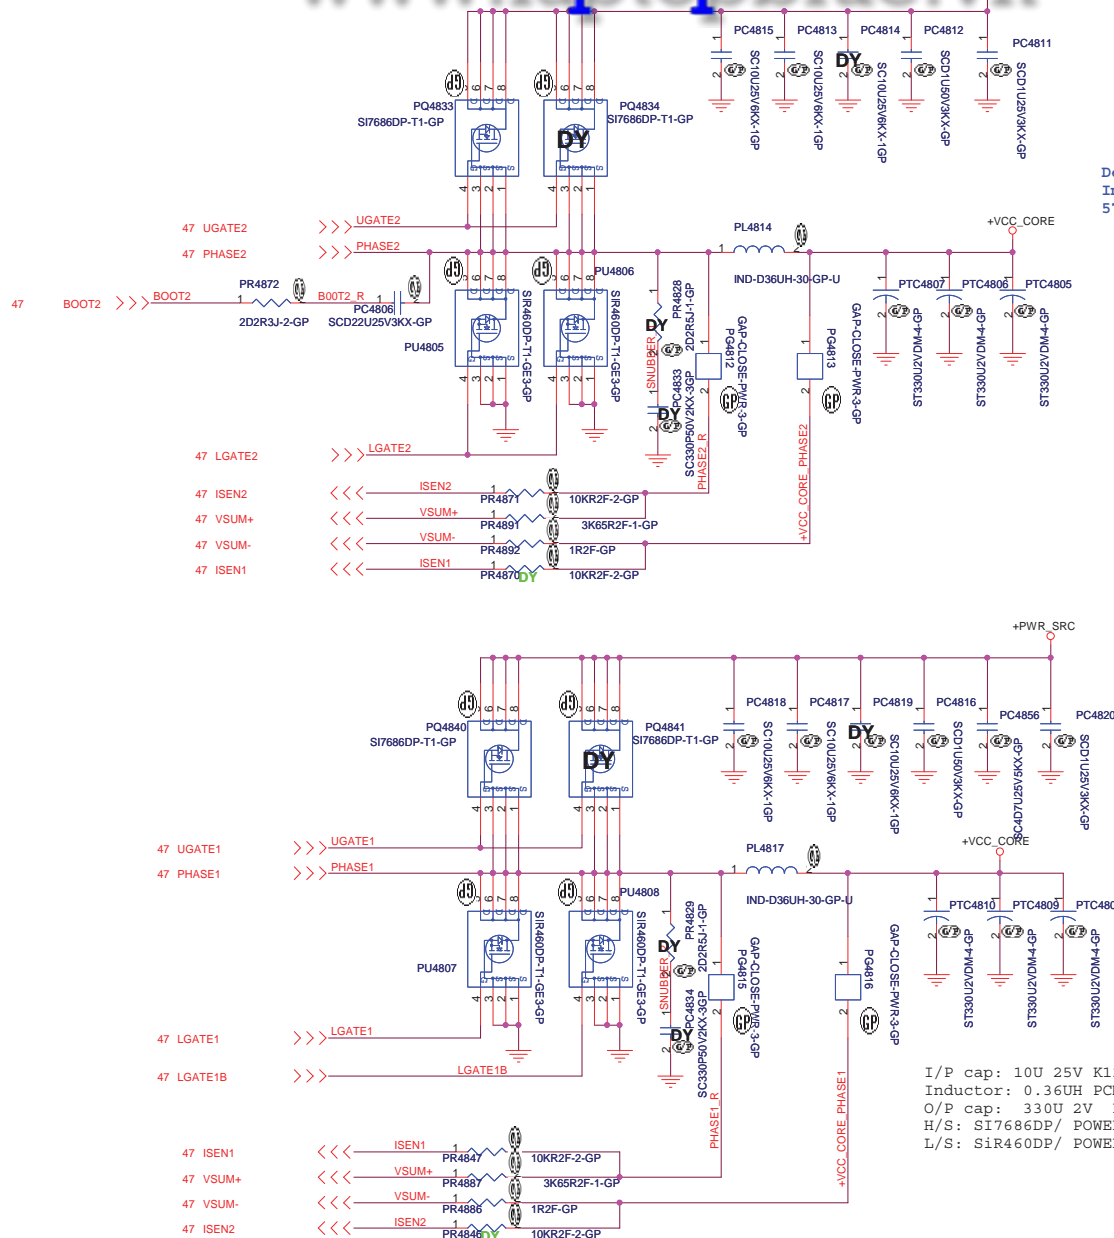 PC4815 PC4813 PC4814 PC4812 PC4811
SC10U25V6KX-1GP SC10U25V6KX-1GP DY SC10U25V6KX-1GP SCD1U50V3KX-GP SCD1U25V3KX-GP
PQ4833 PQ4834
SI7686DP-T1-GP SI7686DP-T1-GP
DY
47 UGATE2 UGATE2
47 PHASE2 PHASE2
PL4814
IND-D36UH-30-GP-U
+VCC_CORE
47 BOOT2 BOOT2
PR4872
2D2R3J-2-GP
B00T2_R
PC4806
SCD22U25V3KX-GP
PU4805 SIR460DP-T1-GE3-GP
PU4806 SIR460DP-T1-GE3-GP
PR4828 2D2R5J-1-GP
DY
SNUBBER
PC4833 SC330P50V2KX-3GP
DY
PG4812 GAP-CLOSE-PWR-3-GP
PG4813 GAP-CLOSE-PWR-3-GP
GP GP
PTC4807 PTC4806 PTC4805
ST330U2VDM-4-GP ST330U2VDM-4-GP ST330U2VDM-4-GP
PHASE2_R
+VCC_CORE_PHASE2
47 LGATE2 LGATE2
47 ISEN2 ISEN2
PR4871 10KR2F-2-GP
47 VSUM+ VSUM+
PR4891 3K65R2F-1-GP
47 VSUM- VSUM-
PR4892 1R2F-GP
47 ISEN1 ISEN1
PR4870 DY 10KR2F-2-GP
+PWR_SRC
PC4818 PC4817 PC4819 PC4816 PC4856 PC4820
SC10U25V6KX-1GP SC10U25V6KX-1GP DY SC10U25V6KX-1GP SCD1U50V3KX-GP SC4D7U25V5KX-GP SCD1U25V3KX-GP
PQ4840 PQ4841
SI7686DP-T1-GP SI7686DP-T1-GP
DY
47 UGATE1 UGATE1
47 PHASE1 PHASE1
PL4817
IND-D36UH-30-GP-U
+VCC_CORE
PU4807 SIR460DP-T1-GE3-GP
PU4808 SIR460DP-T1-GE3-GP
PR4829 2D2R5J-1-GP
DY
SNUBBER
PC4834 SC330P50V2KX-3GP
DY
PG4815 GAP-CLOSE-PWR-3-GP
PG4816 GAP-CLOSE-PWR-3-GP
GP GP
PTC4810 PTC4809
ST330U2VDM-4-GP ST330U2VDM-4-GP ST330U2VDM-4-GP
PHASE1_R
+VCC_CORE_PHASE1
47 LGATE1 LGATE1
47 LGATE1B LGATE1B
I/P cap: 10U 25V
Inductor: 0.36UH
O/P cap: 330U 2V
H/S: SI7686DP/
L/S: SiR460DP/
47 ISEN1 ISEN1
PR4847 10KR2F-2-GP
47 VSUM+ VSUM+
PR4887 3K65R2F-1-GP
47 VSUM- VSUM-
PR4886 1R2F-GP
47 ISEN2 ISEN2
PR4846 DY 10KR2F-2-GP